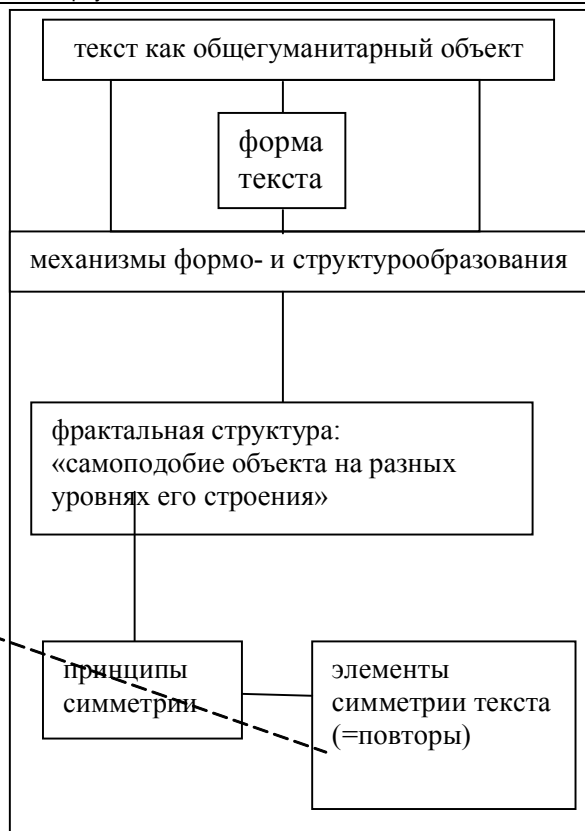 текст как общегуманитарный объект
форма
текста
механизмы формо- и структурообразования
фрактальная структура:
«самоподобие объекта на разных
уровнях его строения»
принципы
симметрии
элементы
симметрии текста
(=повторы)